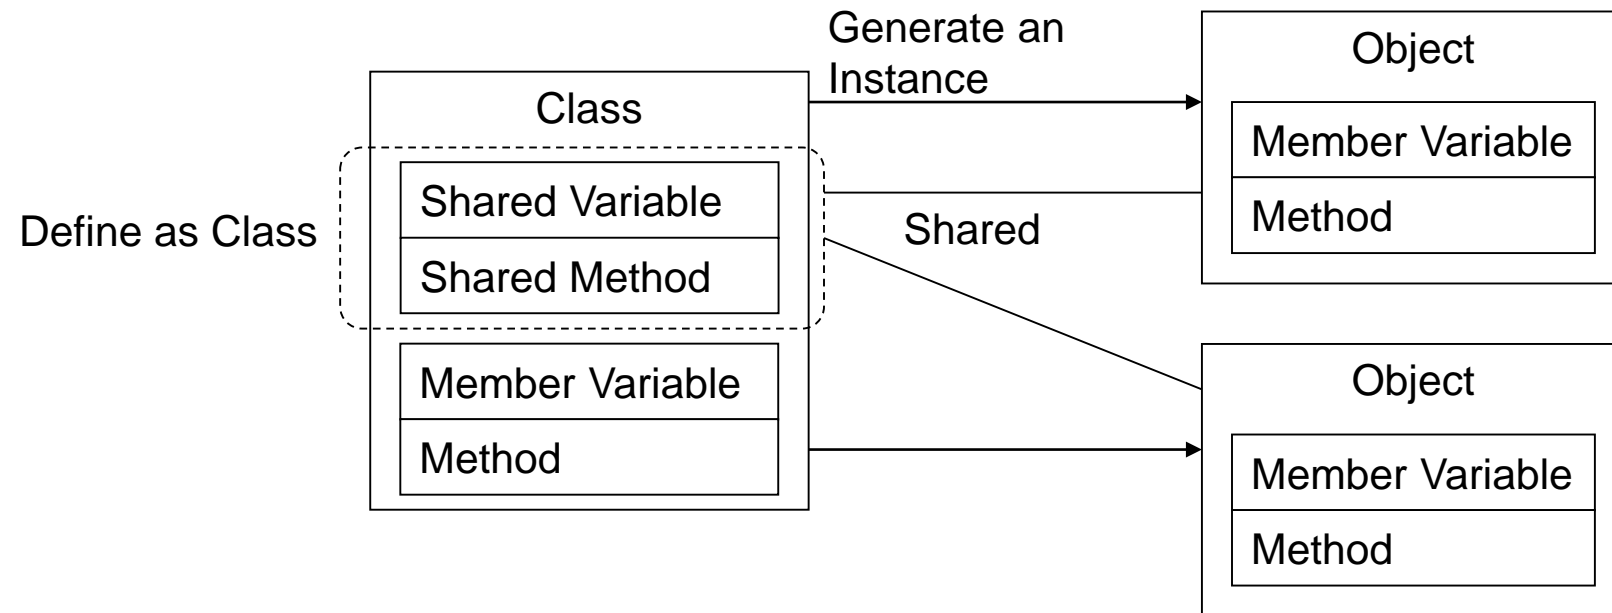 Generate an
Instance
Object
Class
Member Variable
Method
Shared Variable
Shared Method
Define as Class
Shared
Member Variable
Method
Object
Member Variable
Method